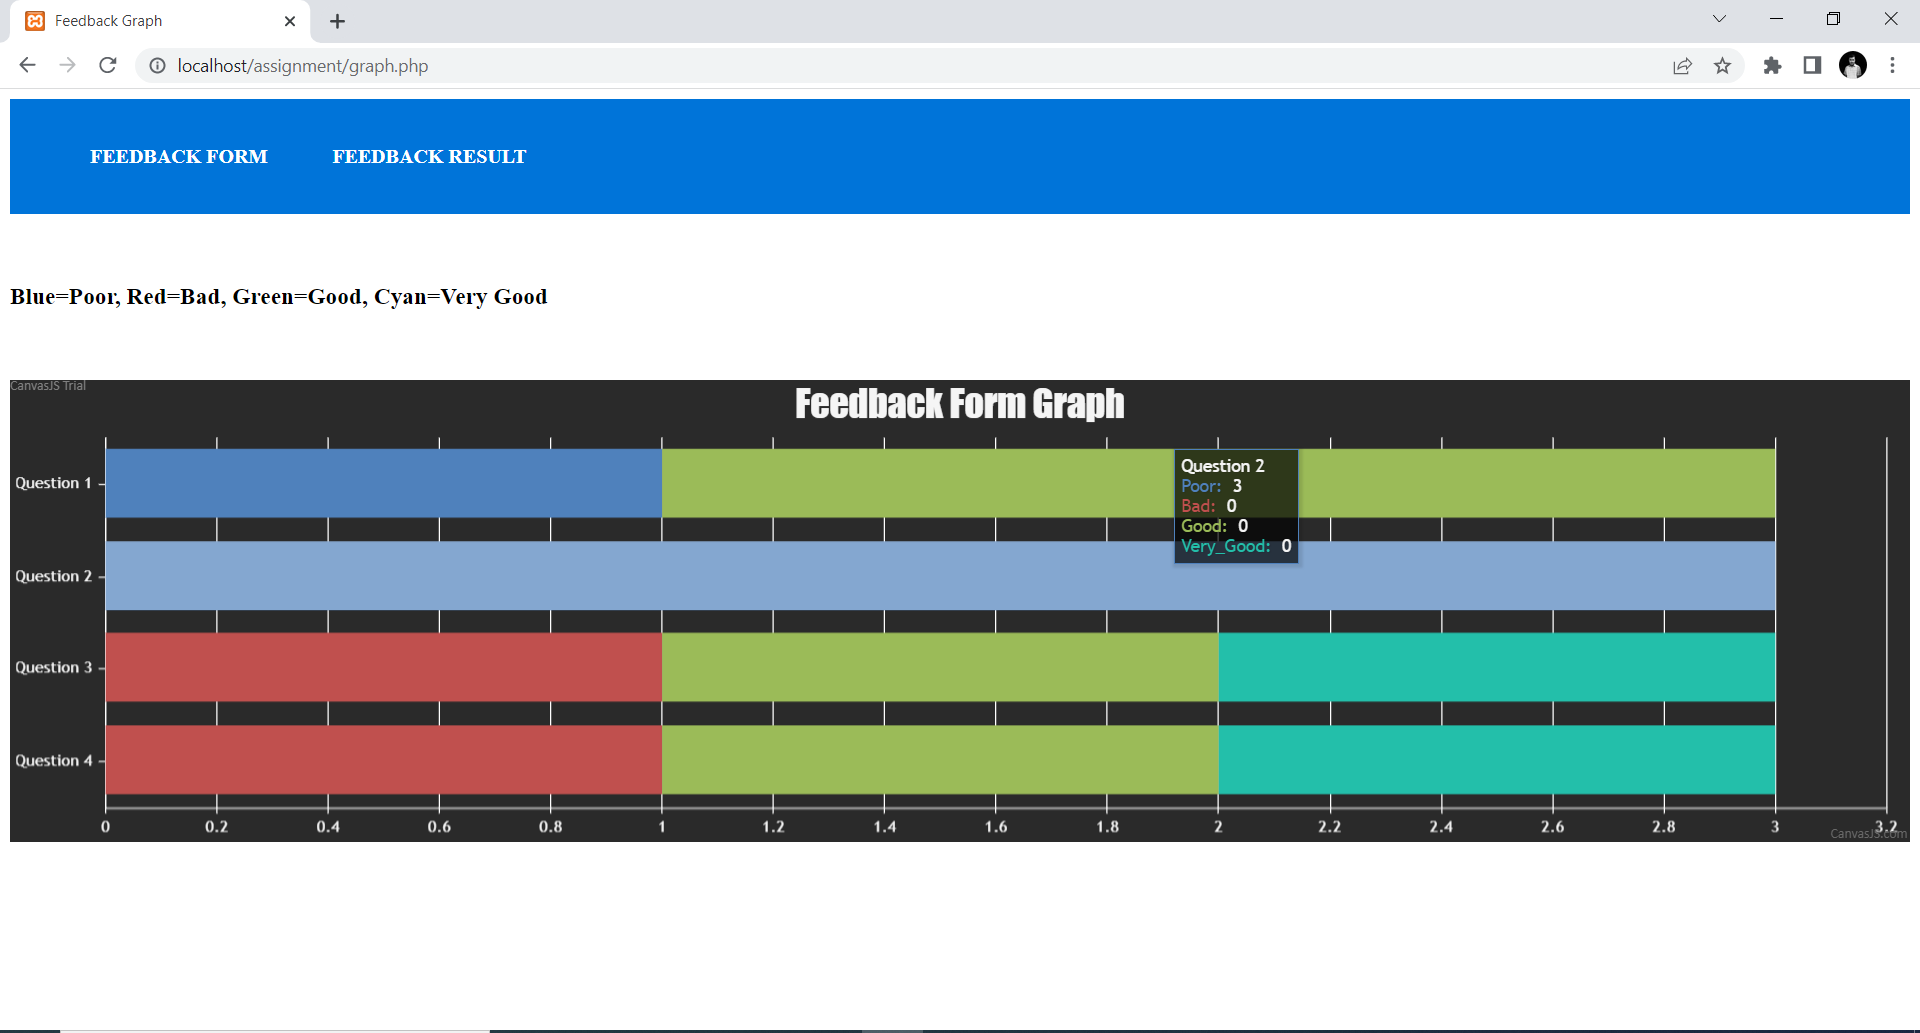 Feedback Graph
localhost/assignment/graph.php
FEEDBACK FORM FEEDBACK RESULT
Blue=Poor, Red=Bad, Green=Good, Cyan=Very Good
CanvasJS Trial
Feedback Form Graph
Question 1
Question 2
Poor: 3
Bad: 0
Good: 0
Very_Good: 0
Question 2
Question 3
Question 4
0 0.2 0.4 0.6 0.8 1 1.2 1.4 1.6 1.8 2 2.2 2.4 2.6 2.8 3 3.2
CanvasJS.com